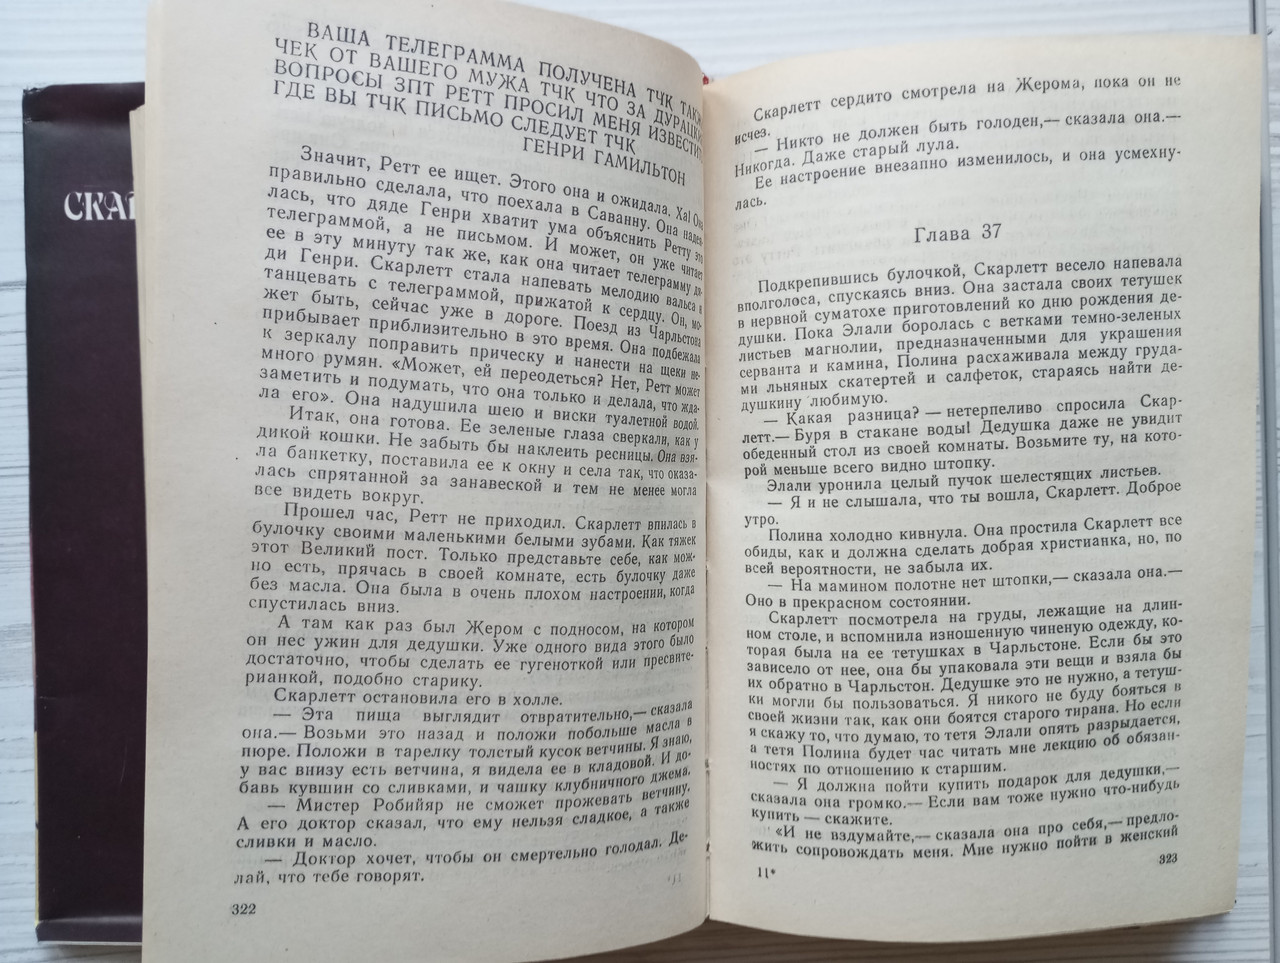 СКА
ВАША ТЕЛЕГРАММА ПОЛУЧЕНА ТЧК ТАКЖ
ЧЕК ОТ ВАШЕГО МУЖА ТЧК ЧТО ЗА ДУРАЦКИ
ВОПРОСЫ ЗПТ РЕТТ ПРОСИЛ МЕНЯ ИЗВЕСТИТ
ГДЕ ВЫ ТЧК ПИСЬМО СЛЕДУЕТ ТЧК
ГЕНРИ ГАМИЛЬТОН
Значит, Ретт ее ищет. Этого она и ожидала. Ха! Она
правильно сделала, что поехала в Саванну. Она надея-
лась, что дяде Генри хватит ума объяснить Ретту это
телеграммой, а не письмом. И может, он уже читает
ее в эту минуту так же, как она читает телеграмму дя-
ди Генри. Скарлетт стала напевать мелодию вальса и
танцевать с телеграммой, прижатой к сердцу. Он, мо-
жет быть, сейчас уже в дороге. Поезд из Чарльстона
прибывает приблизительно в это время. Она подбежала
к зеркалу поправить прическу и нанести на щеки не-
много румян. «Может, ей переодеться? Нет, Ретт может
заметить и подумать, что она только и делала, что жда-
ла его». Она надушила шею и виски туалетной водой.
Итак, она готова. Ее зеленые глаза сверкали, как у
дикой кошки. Не забыть бы наклеить ресницы. Она взя-
ла банкетку, поставила ее к окну и села так, что оказа-
лась спрятанной за занавеской и тем не менее могла
все видеть вокруг.
Прошел час, Ретт не приходил. Скарлетт впилась в
булочку своими маленькими белыми зубами. Как тяжек
этот Великий пост. Только представьте себе, как мож-
но есть, прячась в своей комнате, есть булочку даже
без масла. Она была в очень плохом настроении, когда
спустилась вниз.
А там как раз был Жером с подносом, на котором
он нес ужин для дедушки. Уже одного вида этого было
достаточно, чтобы сделать ее гугеноткой или пресвите-
рианкой, подобно старику.
Скарлетт остановила его в холле.
— Эта пища выглядит отвратительно,— сказала
она.— Возьми это назад и положи побольше масла в
пюре. Положи в тарелку толстый кусок ветчины. Я знаю,
у вас внизу есть ветчина, я видела ее в кладовой. И до-
бавь кувшин со сливками, и чашку клубничного джема.
— Мистер Робийяр не сможет прожевать ветчину.
А его доктор сказал, что ему нельзя сладкое, а также
сливки и масло.
— Доктор хочет, чтобы он смертельно голодал. Де-
лай, что тебе говорят.
322
Скарлетт сердито смотрела на Жерома, пока он не
исчез.
— Никто не должен быть голоден,— сказала она.—
Никогда. Даже старый лула.
Ее настроение внезапно изменилось, и она усмехну-
лась.
Глава 37
Подкрепившись булочкой, Скарлетт весело напевала
вполголоса, спускаясь вниз. Она застала своих тетушек
в нервной суматохе приготовлений ко дню рождения де-
душки. Пока Элали боролась с ветками темно-зеленых
листьев магнолии, предназначенными для украшения
серванта и камина, Полина расхаживала между груда-
ми льняных скатертей и салфеток, стараясь найти де-
душкину любимую.
— Какая разница? — нетерпеливо спросила Скар-
летт.— Буря в стакане воды! Дедушка даже не увидит
обеденный стол из своей комнаты. Возьмите ту, на кото-
рой меньше всего видно штопку.
Элали уронила целый пучок шелестящих листьев.
— Я и не слышала, что ты вошла, Скарлетт. Доброе
утро.
Полина холодно кивнула. Она простила Скарлетт все
обиды, как и должна сделать добрая христианка, но, по
всей вероятности, не забыла их.
— На мамином полотне нет штопки,— сказала она.—
Оно в прекрасном состоянии.
Скарлетт посмотрела на груды, лежащие на длин-
ном столе, и вспомнила изношенную чиненую одежду, ко-
торая была на ее тетушках в Чарльстоне. Если бы это
зависело от нее, она бы упаковала эти вещи и взяла бы
их обратно в Чарльстон. Дедушке это не нужно, а тетуш-
ки могли бы пользоваться. Я никого не буду бояться в
своей жизни так, как они боятся старого тирана. Но если
я скажу то, что думаю, то тетя Элали опять разрыдается,
а тетя Полина будет час читать мне лекцию об обязан-
ностях по отношению к старшим.
— Я должна пойти купить подарок для дедушки,—
сказала она громко.— Если вам тоже нужно что-нибудь
купить — скажите.
«И не вздумайте,— сказала она про себя,— предло-
жить сопровождать меня. Мне нужно пойти в женский
11*
323